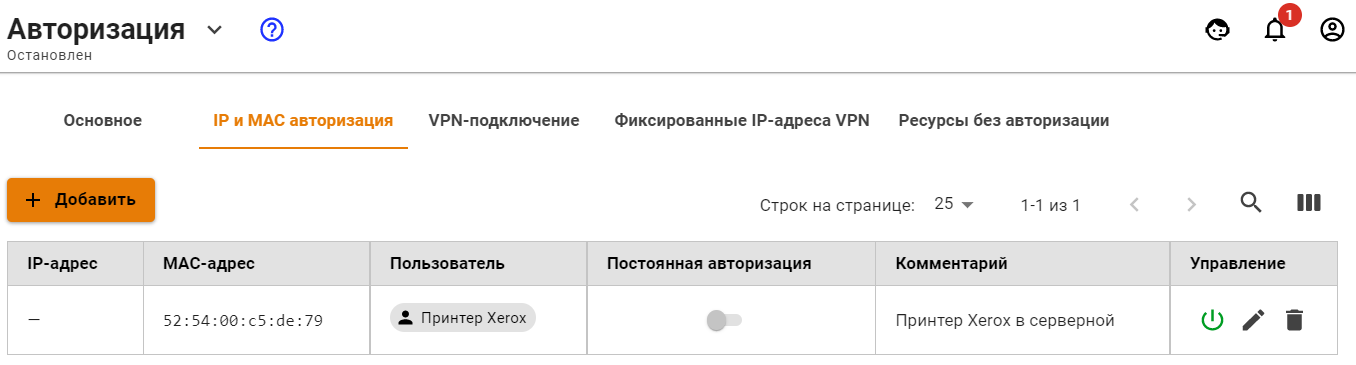 Авторизация
1
Остановлен
Основное IP и MAC авторизация VPN-подключение Фиксированные IP-адреса VPN Ресурсы без авторизации
+ Добавить Строк на странице: 25 1-1 из 1
IP-адрес MAC-адрес Пользователь Постоянная авторизация Комментарий Управление
— 52:54:00:c5:de:79 Принтер Xerox Принтер Xerox в серверной